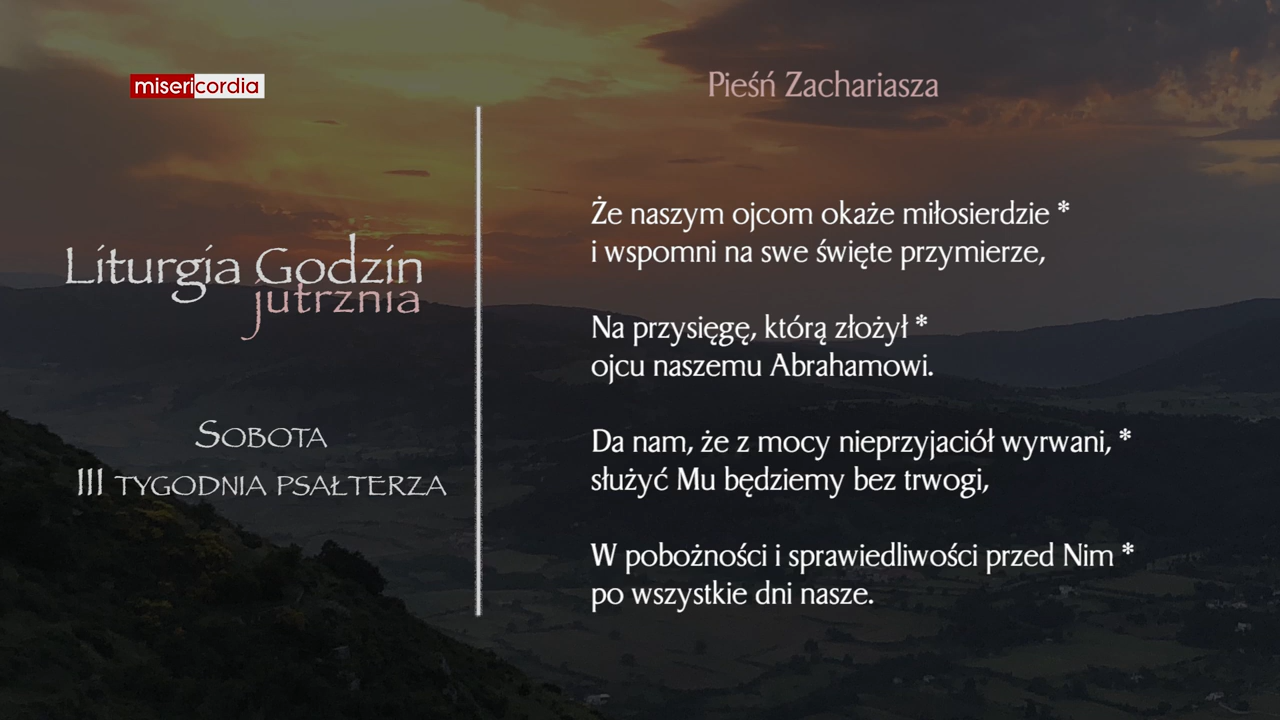 misericordia
Liturgia Godzin
jutrznia
Sobota
III tygodnia psałterza
Pieśń Zachariasza
Że naszym ojcom okaże miłosierdzie *
i wspomni na swe święte przymierze,
Na przysięgę, którą złożył *
ojcu naszemu Abrahamowi.
Da nam, że z mocy nieprzyjaciół wyrwani, *
służyć Mu będziemy bez trwogi,
W pobożności i sprawiedliwości przed Nim *
po wszystkie dni nasze.